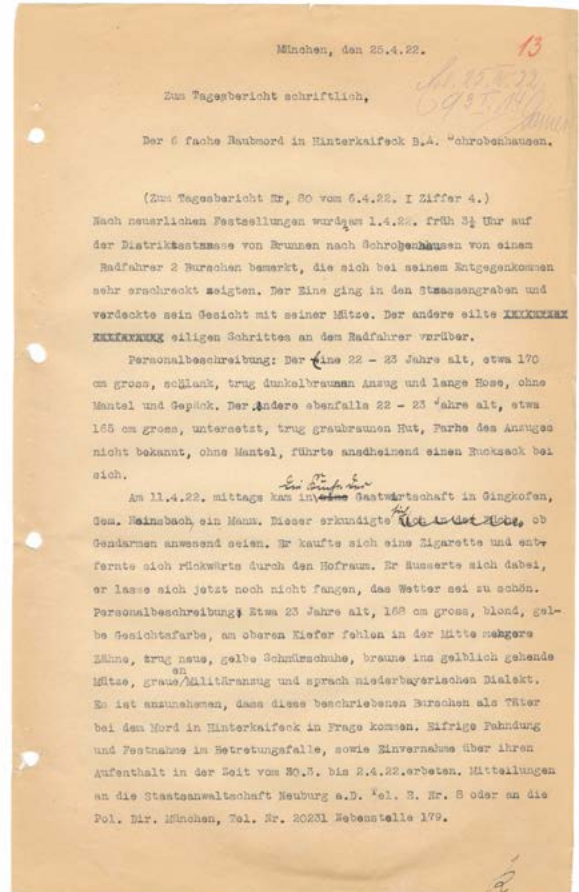 München, den 25.4.22.
13
Zum Tagesbericht schriftlich,
Der 6 fache Raubmord in Hinterkaifeck B.A. Schrobenhausen.
(Zum Tagesbericht Nr, 80 vom 6.4.22. I Ziffer 4.)
Nach neuerlichen Festsellungen wurden am 1.4.22. früh 3½ Uhr auf
der Distriktsstrasse von Brunnen nach Schrobenhausen von einem
Radfahrer 2 Burschen bemerkt, die sich bei seinem Entgegenkommen
sehr erschreckt zeigten. Der Eine ging in den Strassengraben und
verdeckte sein Gesicht mit seiner Mütze. Der andere eilte
eiligen Schrittes an dem Radfahrer vorüber.
Personalbeschreibung: Der eine 22 - 23 Jahre alt, etwa 170
cm gross, schlank, trug dunkelbraunen Anzug und lange Hose, ohne
Mantel und Gepäck. Der Andere ebenfalls 22 - 23 Jahre alt, etwa
168 cm gross, untersetzt, trug graubraunen Hut, Farbe des Anzuges
nicht bekannt, ohne Mantel, führte ansdheinend einen Rucksack bei
sich.
Am 11.4.22. mittags kam in die Küche der Gastwirtschaft in Gingkofen,
Gem. Hainsbach, ein Mann. Dieser erkundigte sich, ob
Gendarmen anwesend seien. Er kaufte sich eine Zigarette und ent-
fernte sich rückwärts durch den Hofraum. Er äusserte sich dabei,
er lasse sich jetzt noch nicht fangen, das Wetter sei zu schön.
Personalbeschreibung: Etwa 23 Jahre alt, 168 cm gross, blond, gel-
be Gesichtsfarbe, am oberen Kiefer fehlen in der Mitte mehrere
Zähne, trug neue, gelbe Schnürschuhe, braune ins gelblich gehende
Mütze, grauen Militäranzug und sprach niederbayerischen Dialekt.
Es ist anzunehemen, dass diese beschriebenen Burschen als Täter
bei dem Mord in Hinterkaifeck in Frage kommen. Eifrige Fahndung
und Festnahme im Betretungsfalle, sowie Einvernahme über ihren
Aufenthalt in der Zeit vom 30.3. bis 2.4.22.erbeten. Mitteilungen
an die Staatsanwaltschaft Neuburg a.D. Tel. R. Nr. 8 oder an die
Pol. Dir. München, Tel. Nr. 20231 Nebenstelle 179.